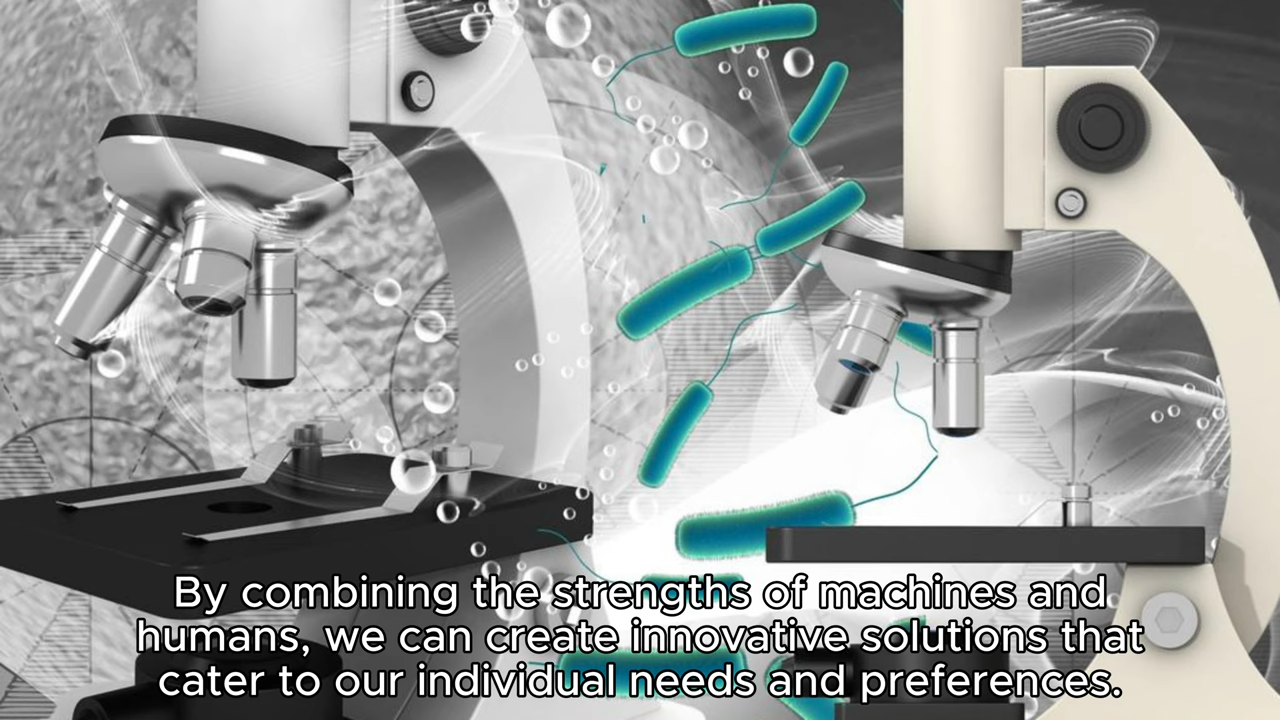 By combining the strengths of machines and
humans, we can create innovative solutions that
cater to our individual needs and preferences.